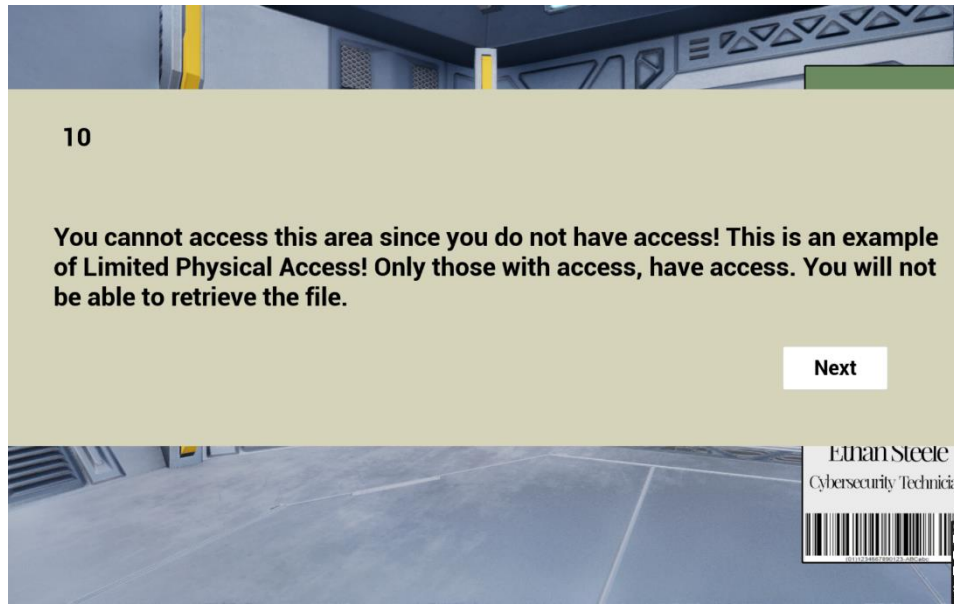 10
You cannot access this area since you do not have access! This is an example
of Limited Physical Access! Only those with access, have access. You will not
be able to retrieve the file.
Next
Ethan Steele
Cybersecurity